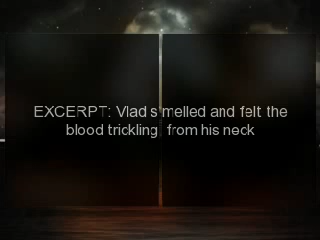 EXCERPT: Vlad smelled and felt the
blood trickling from his neck